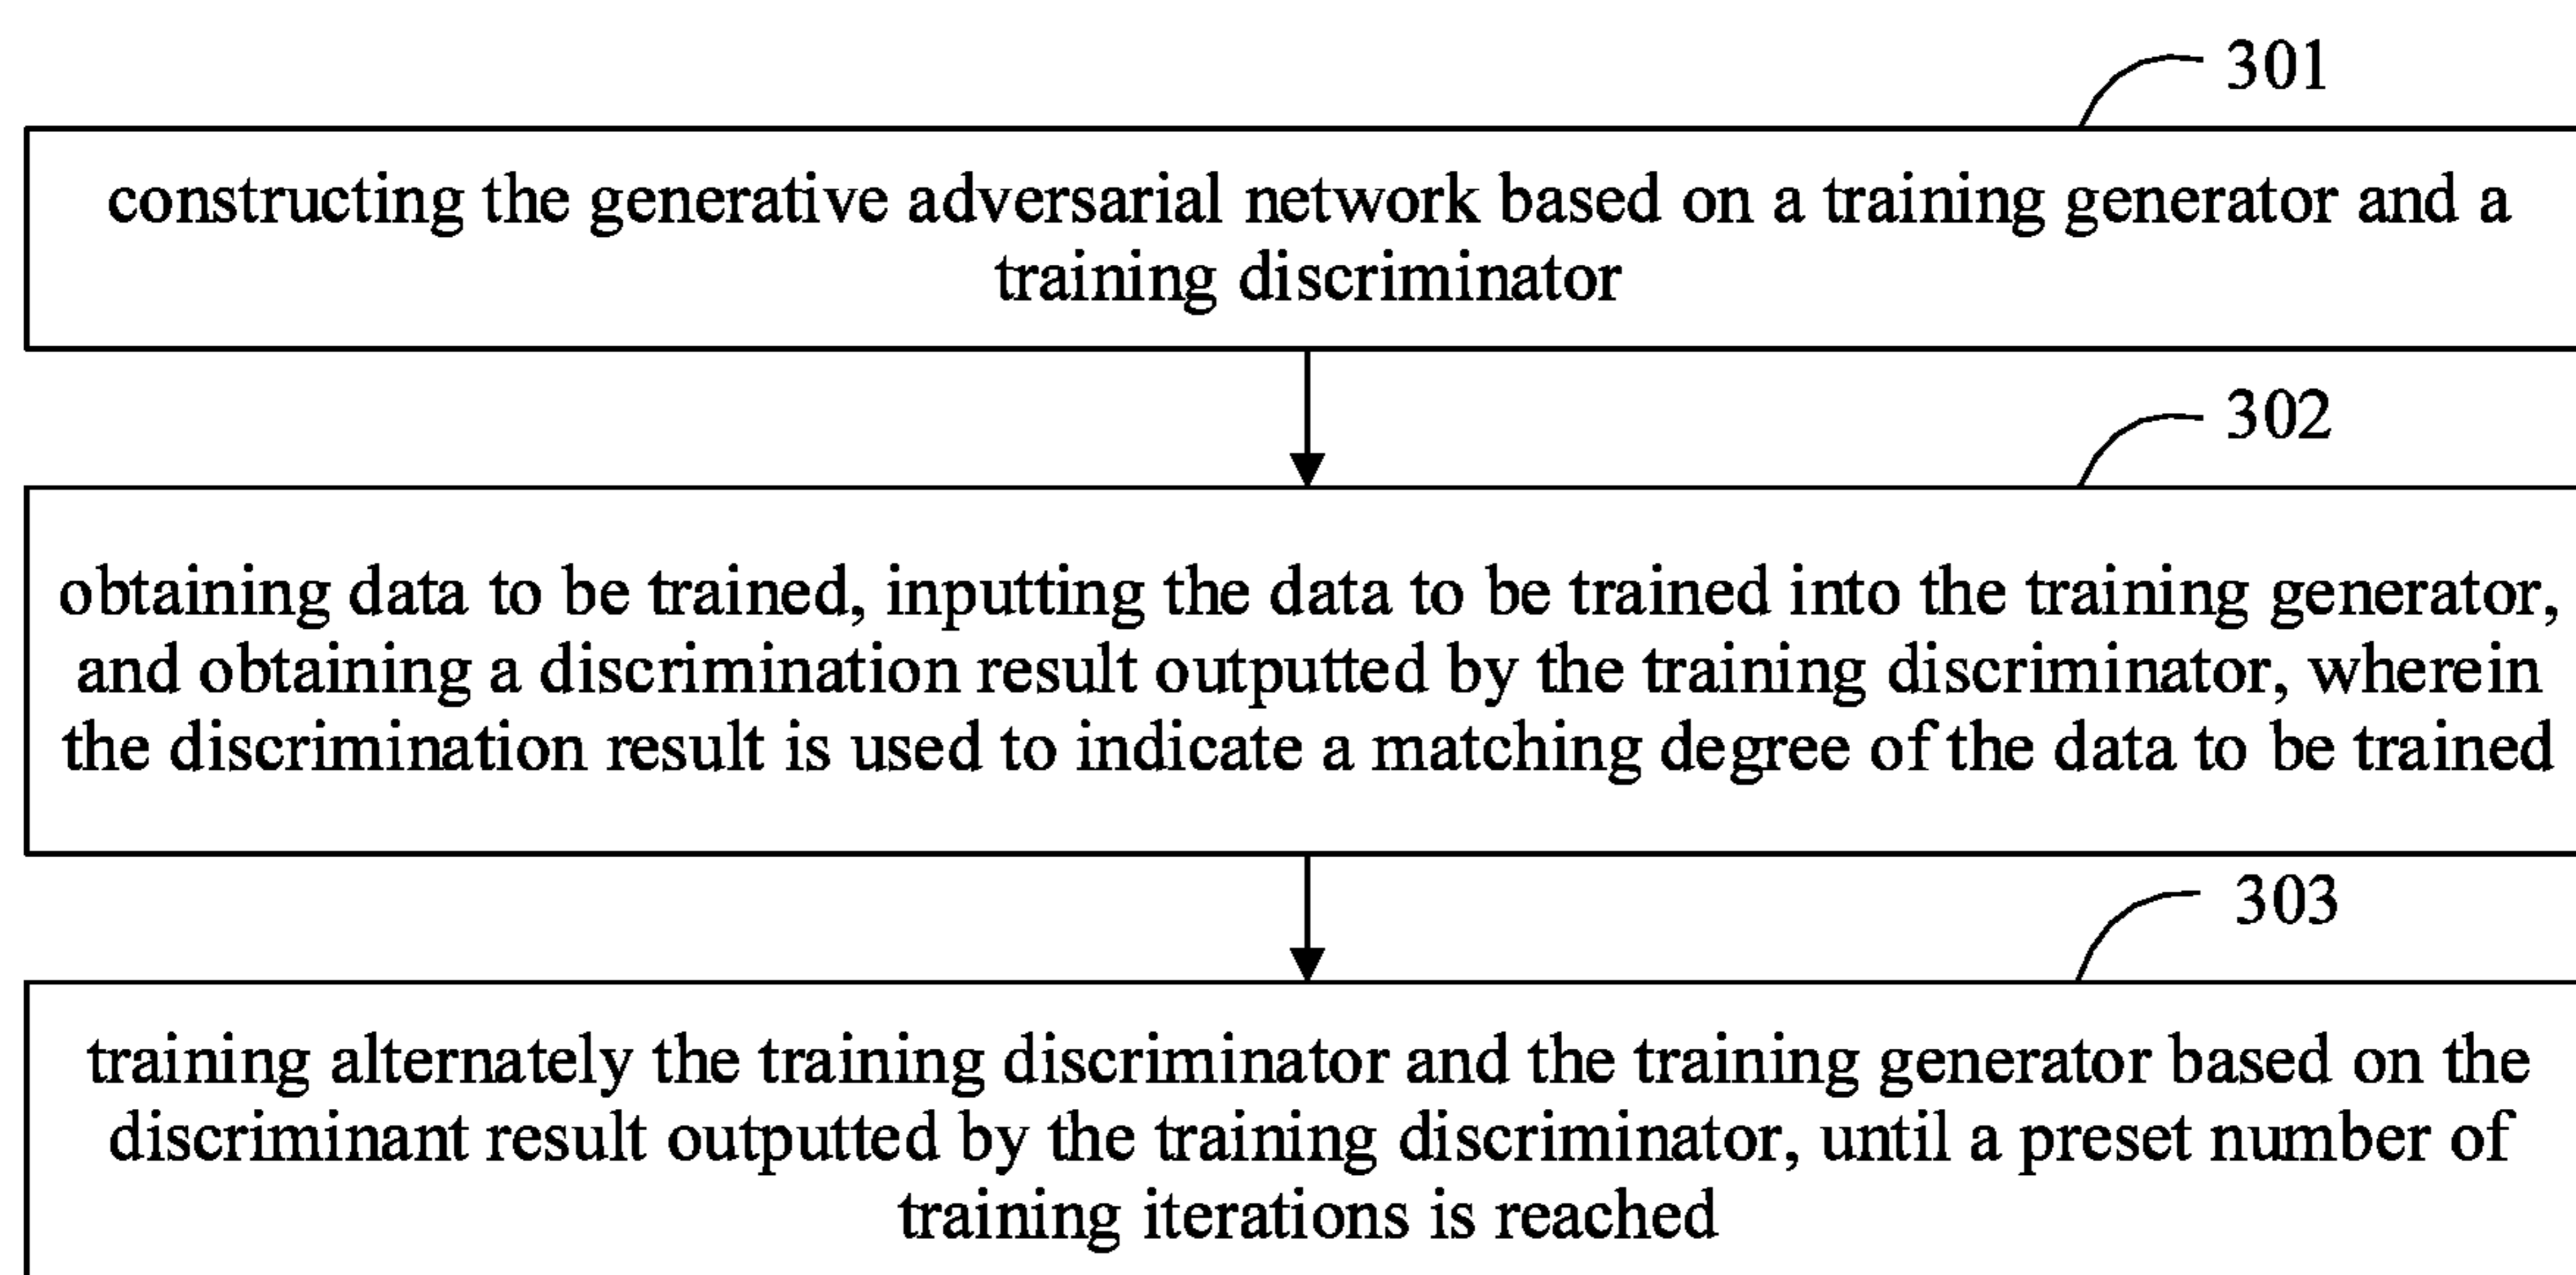 301
constructing the generative adversarial network based on a training generator and a
training discriminator
302
obtaining data to be trained, inputting the data to be trained into the training generator,
and obtaining a discrimination result outputted by the training discriminator, wherein
the discrimination result is used to indicate a matching degree of the data to be trained
303
training alternately the training discriminator and the training generator based on the
discriminant result outputted by the training discriminator, until a preset number of
training iterations is reached